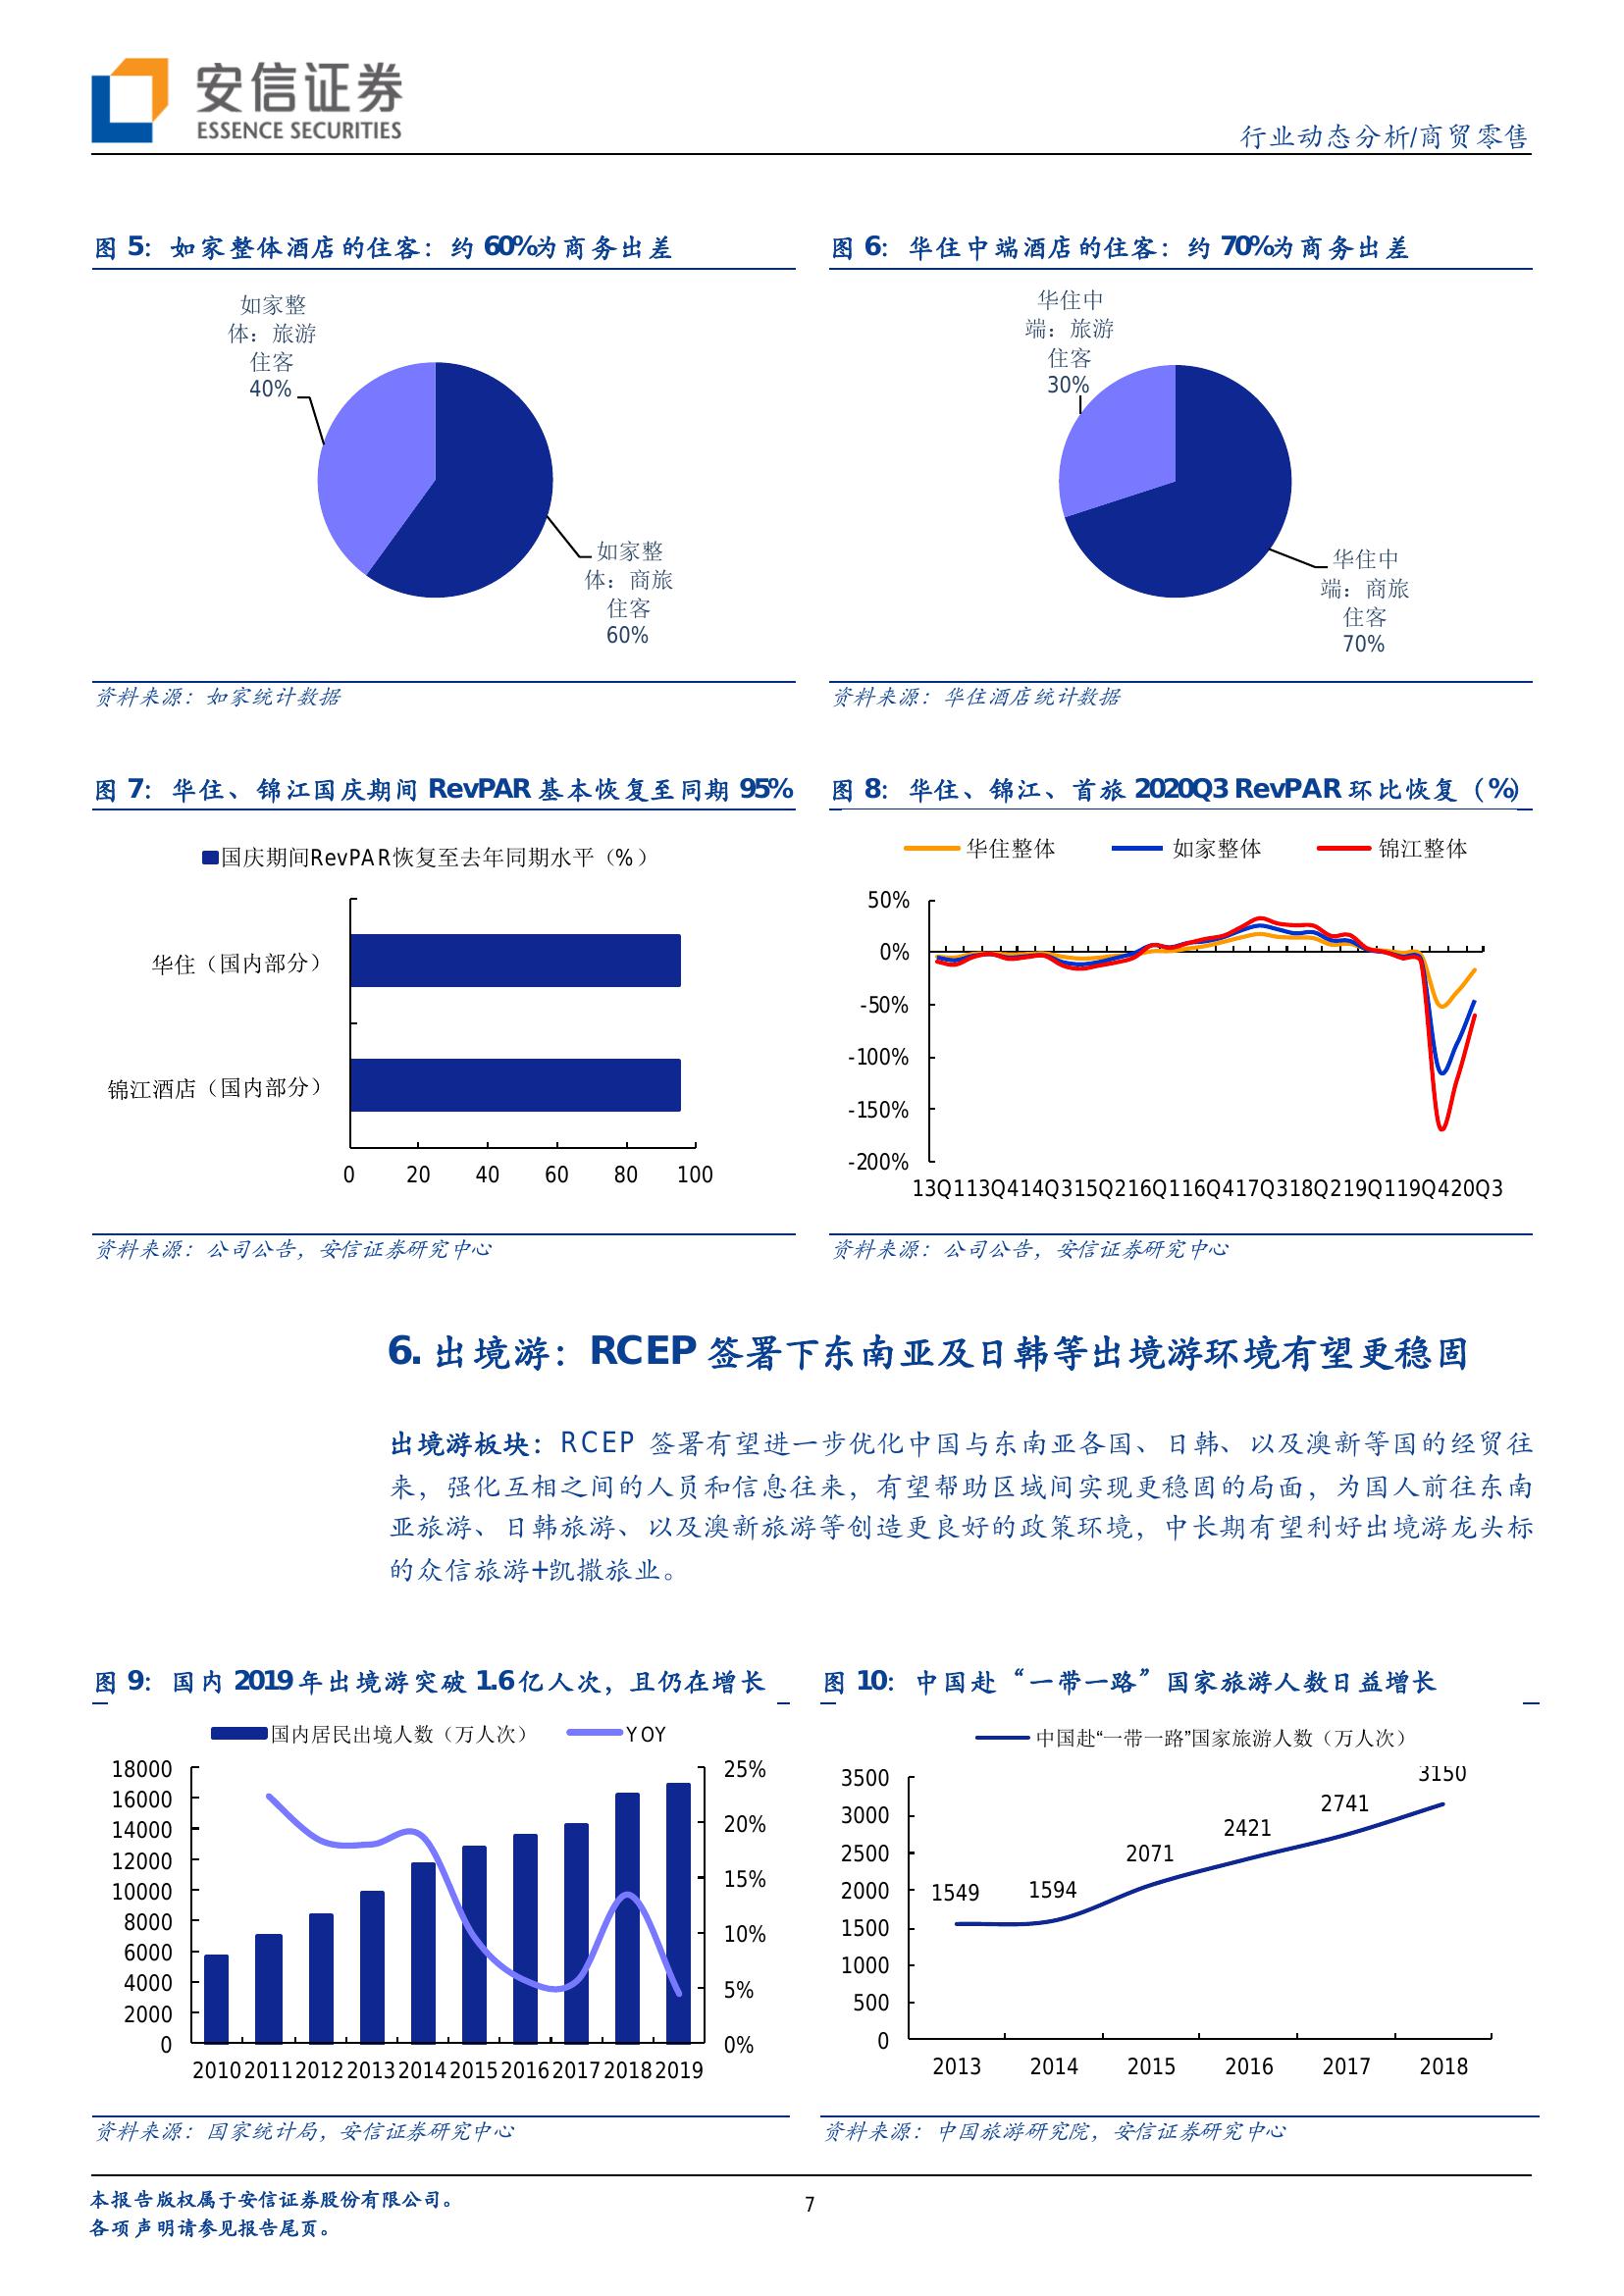 安信证券
ESSENCE SECURITIES
行业动态分析/商贸零售
图 5：如家整体酒店的住客：约 60%为商务出差
如家整
体：旅游
住客
40%
如家整
体：商旅
住客
60%
资料来源：如家统计数据
图 6：华住中端酒店的住客：约 70%为商务出差
华住中
端：旅游
住客
30%
华住中
端：商旅
住客
70%
资料来源：华住酒店统计数据
图 7：华住、锦江国庆期间 RevPAR 基本恢复至同期 95%
国庆期间RevPAR恢复至去年同期水平（%）
华住（国内部分）
锦江酒店（国内部分）
0 20 40 60 80 100
资料来源：公司公告，安信证券研究中心
图 8：华住、锦江、首旅 2020Q3 RevPAR 环比恢复（%）
华住整体 如家整体 锦江整体
50%
0%
-50%
-100%
-150%
-200%
13Q113Q414Q315Q216Q116Q417Q318Q219Q119Q420Q3
资料来源：公司公告，安信证券研究中心
6. 出境游：RCEP 签署下东南亚及日韩等出境游环境有望更稳固
出境游板块：RCEP 签署有望进一步优化中国与东南亚各国、日韩、以及澳新等国的经贸往
来，强化互相之间的人员和信息往来，有望帮助区域间实现更稳固的局面，为国人前往东南
亚旅游、日韩旅游、以及澳新旅游等创造更良好的政策环境，中长期有望利好出境游龙头标
的众信旅游+凯撒旅业。
图 9：国内 2019 年出境游突破 1.6 亿人次，且仍在增长
国内居民出境人数（万人次） YOY
18000
16000
14000
12000
10000
8000
6000
4000
2000
0
25%
20%
15%
10%
5%
0%
2010 2011 2012 2013 2014 2015 2016 2017 2018 2019
资料来源：国家统计局，安信证券研究中心
图 10：中国赴“一带一路”国家旅游人数日益增长
中国赴“一带一路”国家旅游人数（万人次）
3500
3000
2500
2000
1500
1000
500
0
1549
1594
2071
2421
2741
3150
2013 2014 2015 2016 2017 2018
资料来源：中国旅游研究院，安信证券研究中心
本报告版权属于安信证券股份有限公司。
各项声明请参见报告尾页。
7